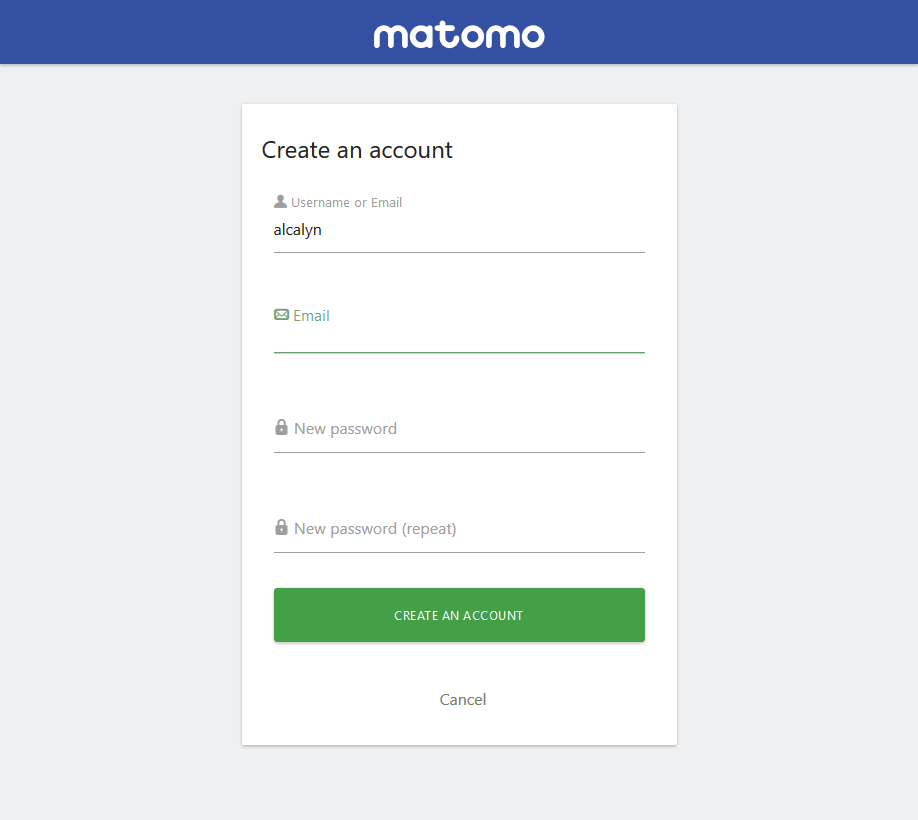 matomo
Create an account
Username or Email
alcalyn
Email
New password
New password (repeat)
CREATE AN ACCOUNT
Cancel